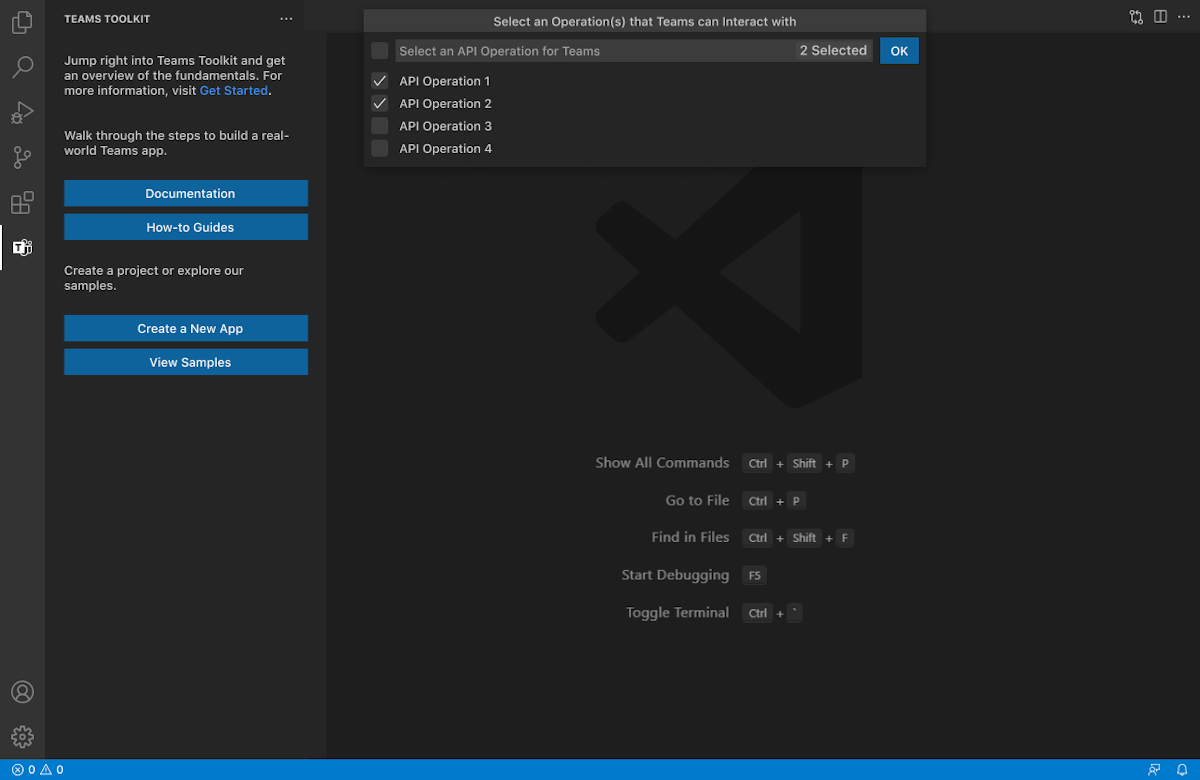 TEAMS TOOLKIT
Jump right into Teams Toolkit and get
an overview of the fundamentals. For
more information, visit Get Started.
Walk through the steps to build a real-
world Teams app.
Documentation
How-to Guides
Create a project or explore our
samples.
Create a New App
View Samples
Select an Operation(s) that Teams can Interact with
Select an API Operation for Teams 2 Selected OK
API Operation 1
API Operation 2
API Operation 3
API Operation 4
Show All Commands Ctrl + Shift + P
Go to File Ctrl + P
Find in Files Ctrl + Shift + F
Start Debugging F5
Toggle Terminal Ctrl + `
0 0